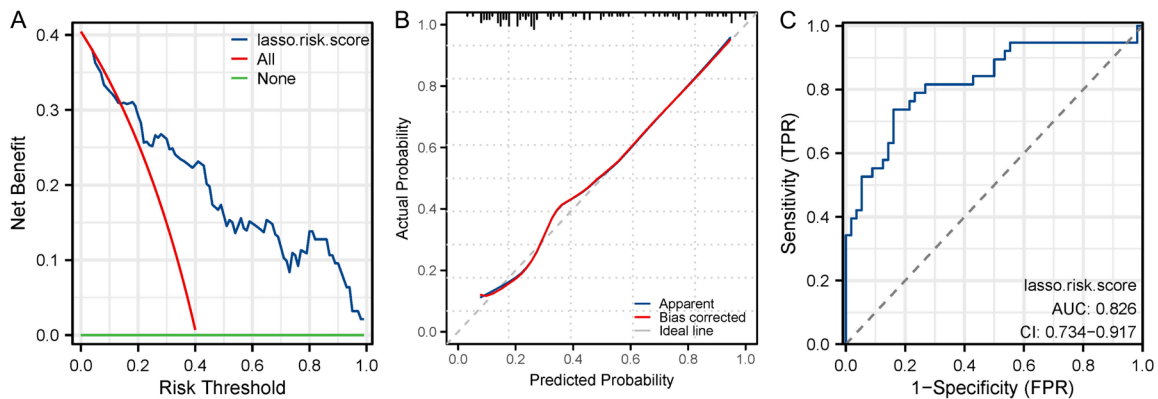 A
Net Benefit
0.4
0.3
0.2
0.1
0.0
lasso.risk.score
All
None
0.0 0.2 0.4 0.6 0.8 1.0
Risk Threshold
B
Actual Probability
1.0
0.8
0.6
0.4
0.2
0.0
Apparent
Bias corrected
Ideal line
0.0 0.2 0.4 0.6 0.8 1.0
Predicted Probability
C
Sensitivity (TPR)
1.0
0.8
0.6
0.4
0.2
0.0
lasso.risk.score
AUC: 0.826
CI: 0.734−0.917
0.0 0.2 0.4 0.6 0.8 1.0
1−Specificity (FPR)